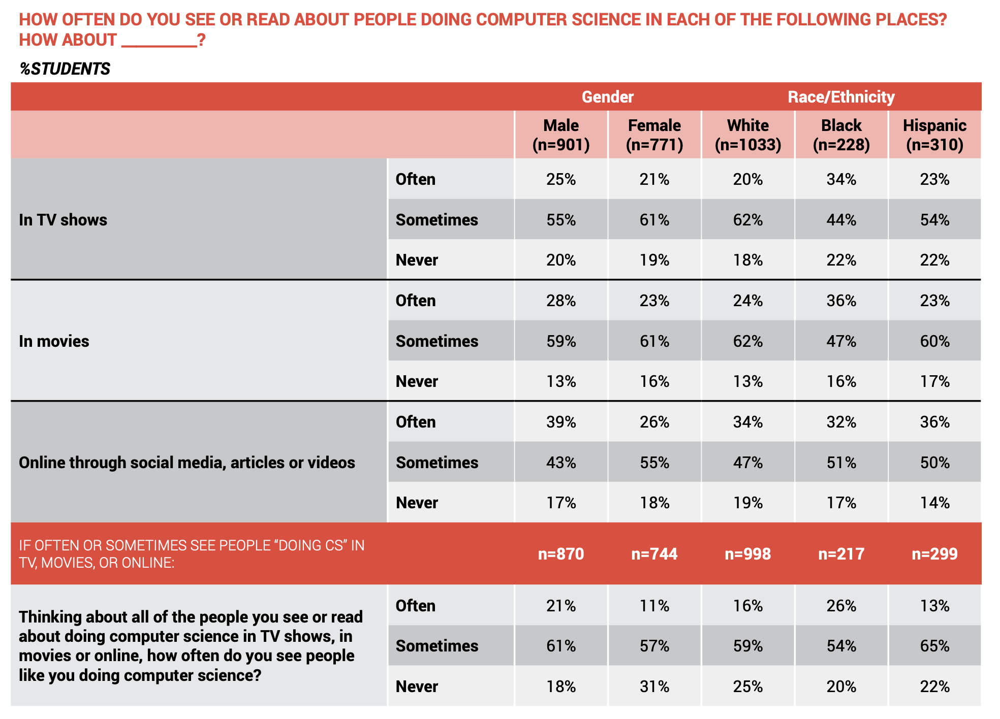 HOW OFTEN DO YOU SEE OR READ ABOUT PEOPLE DOING COMPUTER SCIENCE IN EACH OF THE FOLLOWING PLACES?
HOW ABOUT _________?
%STUDENTS
Gender Race/Ethnicity
Male Female White Black Hispanic
(n=901) (n=771) (n=1033) (n=228) (n=310)
Often 25% 21% 20% 34% 23%
In TV shows Sometimes 55% 61% 62% 44% 54%
Never 20% 19% 18% 22% 22%
Often 28% 23% 24% 36% 23%
In movies Sometimes 59% 61% 62% 47% 60%
Never 13% 16% 13% 16% 17%
Often 39% 26% 34% 32% 36%
Online through social media, articles or videos Sometimes 43% 55% 47% 51% 50%
Never 17% 18% 19% 17% 14%
IF OFTEN OR SOMETIMES SEE PEOPLE “DOING CS” IN
TV, MOVIES, OR ONLINE:
n=870 n=744 n=998 n=217 n=299
Thinking about all of the people you see or read
about doing computer science in TV shows, in
movies or online, how often do you see people
like you doing computer science?
Often 21% 11% 16% 26% 13%
Sometimes 61% 57% 59% 54% 65%
Never 18% 31% 25% 20% 22%